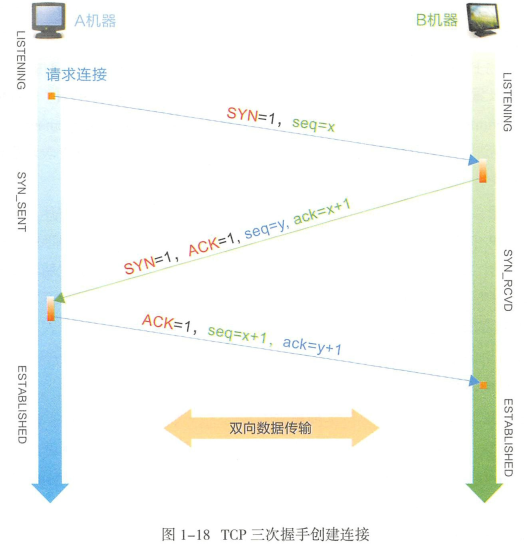 A机器
B机器
LISTENING
请求连接
LISTENING
SYN=1, seq=x
SYN_SENT
SYN=1, ACK=1, seq=y, ack=x+1
SYN_RCVD
ACK=1, seq=x+1, ack=y+1
ESTABLISHED
ESTABLISHED
双向数据传输
图 1-18 TCP 三次握手创建连接